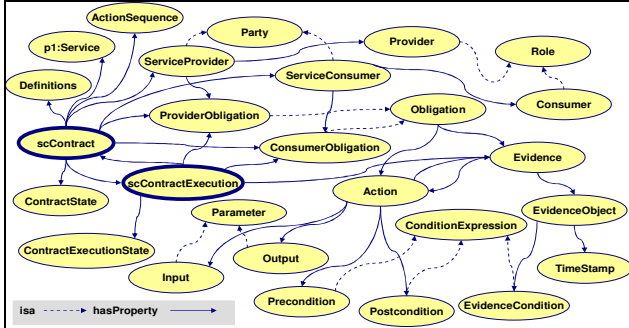 ActionSequence
Party
Provider
p1:Service
Role
ServiceProvider
Definitions
ServiceConsumer
Consumer
ProviderObligation
Obligation
scContract
ConsumerObligation
Evidence
scContractExecution
Action
ContractState
Parameter
ConditionExpression
EvidenceObject
ContractExecutionState
Output
Input
TimeStamp
Precondition
Postcondition
EvidenceCondition
isa hasProperty